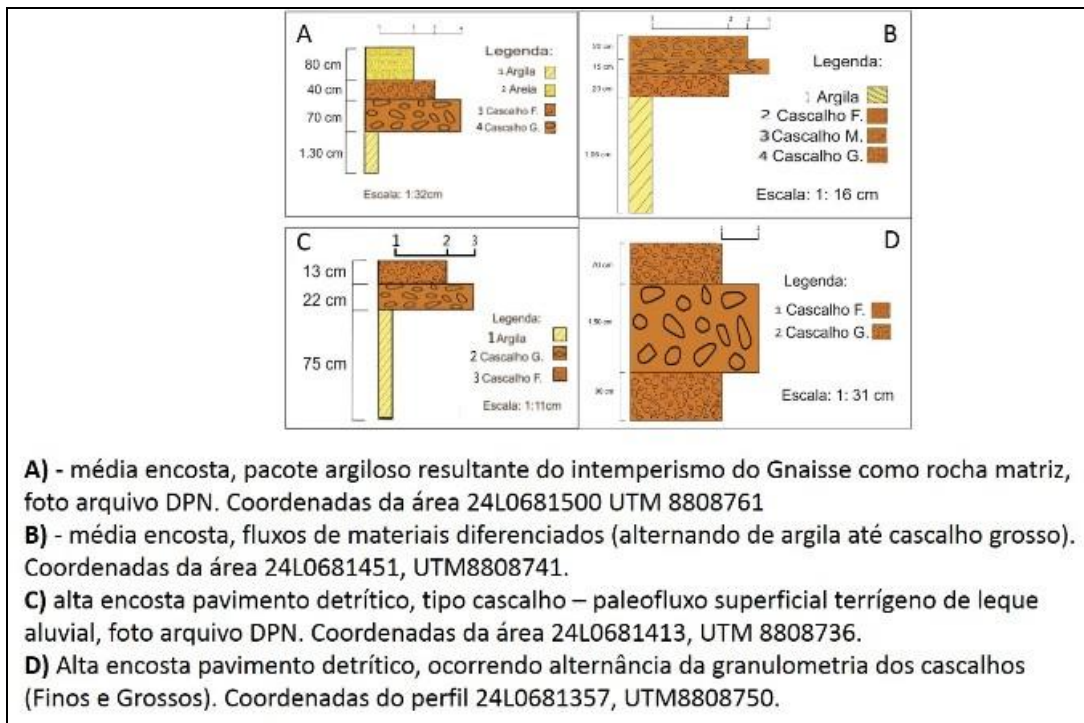 A
80 cm
40 cm
70 cm
1.30 cm
Legenda:
1 Argila
2 Areia
3 Cascalho F.
4 Cascalho G.
Escala: 1:32cm
B
15 cm
Legenda:
1 Argila
2 Cascalho F.
3 Cascalho M.
4 Cascalho G.
Escala: 1: 16 cm
C
1 2 3
13 cm
22 cm
75 cm
Legenda:
1 Argila
2 Cascalho G.
3 Cascalho F.
Escala: 1:11cm
D
Legenda:
1 Cascalho F.
2 Cascalho G.
Escala: 1: 31 cm
A) - média encosta, pacote argiloso resultante do intemperismo do Gnaisse como rocha matriz,
foto arquivo DPN. Coordenadas da área 24L0681500 UTM 8808761
B) - média encosta, fluxos de materiais diferenciados (alternando de argila até cascalho grosso).
Coordenadas da área 24L0681451, UTM8808741.
C) alta encosta pavimento detrítico, tipo cascalho – paleofluxo superficial terrígeno de leque
aluvial, foto arquivo DPN. Coordenadas da área 24L0681413, UTM 8808736.
D) Alta encosta pavimento detrítico, ocorrendo alternância da granulometria dos cascalhos
(Finos e Grossos). Coordenadas do perfil 24L0681357, UTM8808750.